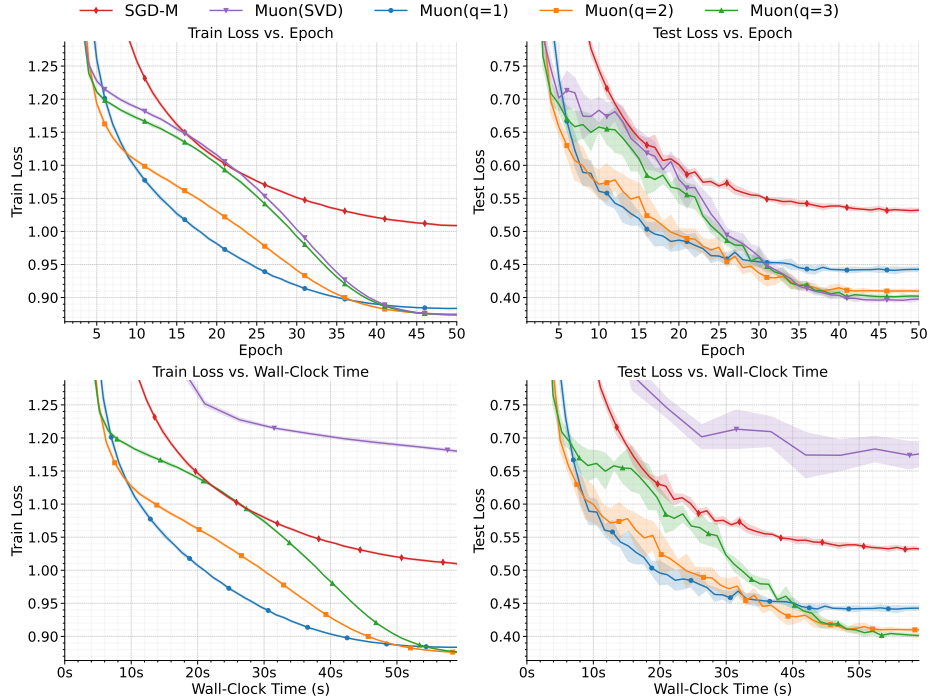 SGD-M Muon(SVD) Muon(q=1) Muon(q=2) Muon(q=3)
Train Loss vs. Epoch
Train Loss
1.25
1.20
1.15
1.10
1.05
1.00
0.95
0.90
5 10 15 20 25 30 35 40 45 50
Epoch
Test Loss vs. Epoch
Test Loss
0.75
0.70
0.65
0.60
0.55
0.50
0.45
0.40
5 10 15 20 25 30 35 40 45 50
Epoch
Train Loss vs. Wall-Clock Time
Train Loss
1.25
1.20
1.15
1.10
1.05
1.00
0.95
0.90
0s 10s 20s 30s 40s 50s
Wall-Clock Time (s)
Test Loss vs. Wall-Clock Time
Test Loss
0.75
0.70
0.65
0.60
0.55
0.50
0.45
0.40
0s 10s 20s 30s 40s 50s
Wall-Clock Time (s)